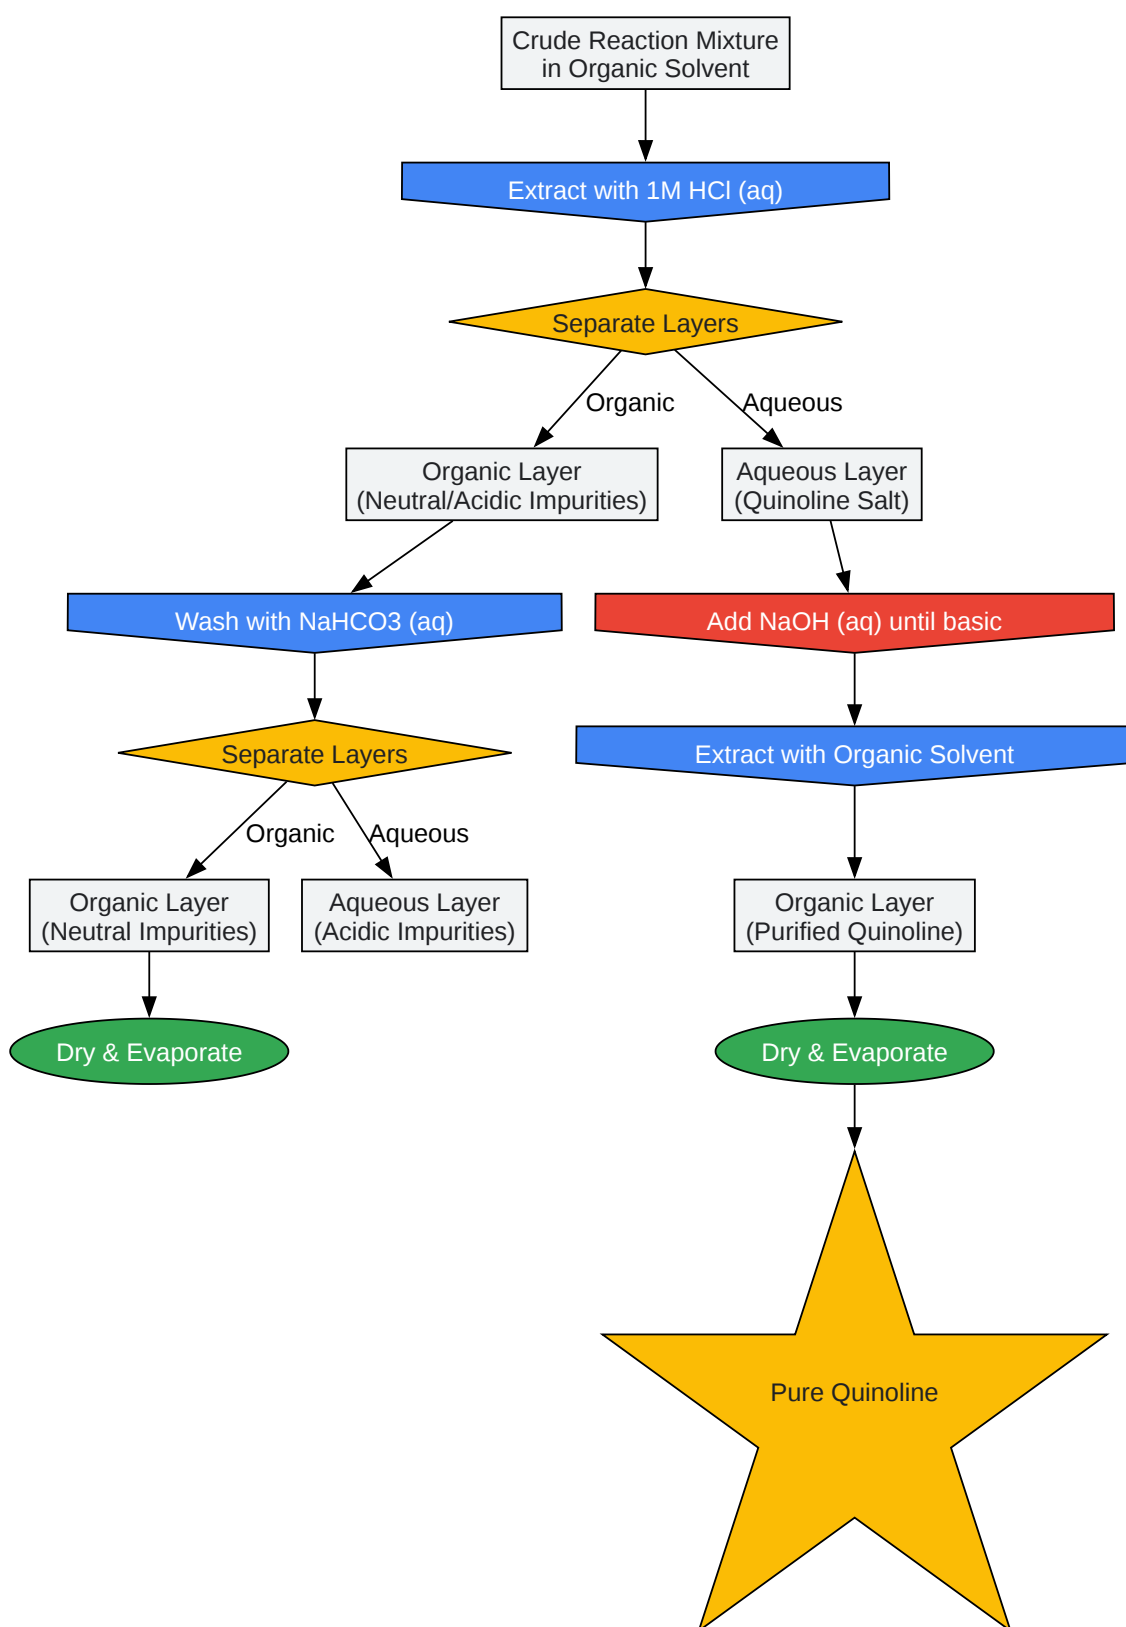 Crude Reaction Mixture
in Organic Solvent
Extract with 1M HCl (aq)
Separate Layers
Organic
Aqueous
Organic Layer
(Neutral/Acidic Impurities)
Aqueous Layer
(Quinoline Salt)
Wash with NaHCO3 (aq)
Add NaOH (aq) until basic
Separate Layers
Extract with Organic Solvent
Organic
Aqueous
Organic Layer
(Neutral Impurities)
Aqueous Layer
(Acidic Impurities)
Organic Layer
(Purified Quinoline)
Dry & Evaporate
Dry & Evaporate
Pure Quinoline